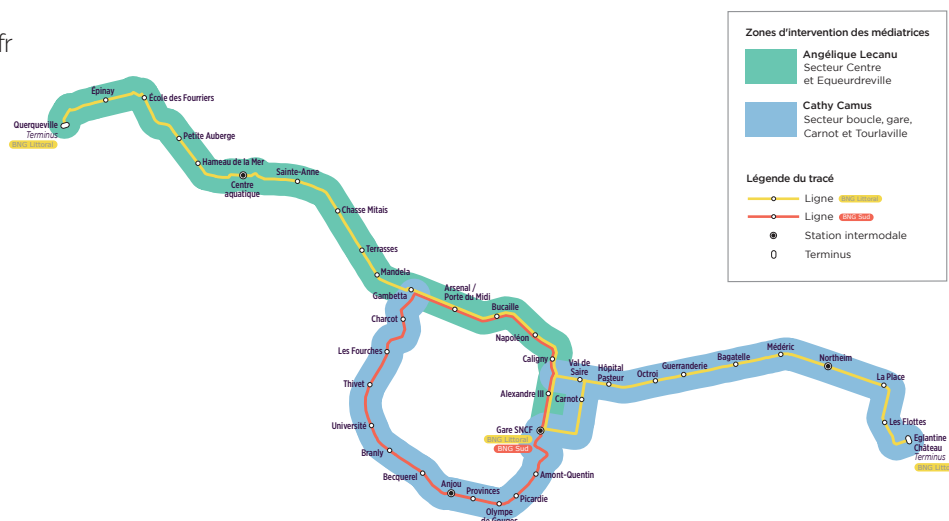 fr
Zones d'intervention des médiatrices
Angélique Lecanu
Secteur Centre
et Equeurdreville
Cathy Camus
Secteur boucle, gare,
Carnot et Tourlaville
Légende du tracé
Ligne BNG Littoral
Ligne BNG Sud
Station intermodale
Terminus
Épinay
École des Fourriers
Querqueville
Terminus
BNG Littoral
Petite Auberge
Hameau de la Mer
Centre
aquatique
Sainte-Anne
Chasse Mitais
Terrasses
Mandela
Gambetta
Arsenal /
Porte du Midi
Bucaille
Napoléon
Caligny
Charcot
Les Fourches
Thivet
Université
Branly
Becquerel
Anjou
Provinces
Olympe
de Gouges
Picardie
Amont-Quentin
Gare SNCF
BNG Littoral
BNG Sud
Alexandre III
Carnot
Val de
Saire
Hôpital
Pasteur
Octroi
Guerranderie
Bagatelle
Médéric
Northeim
La Place
Les Flottes
Eglantine
Château
Terminus